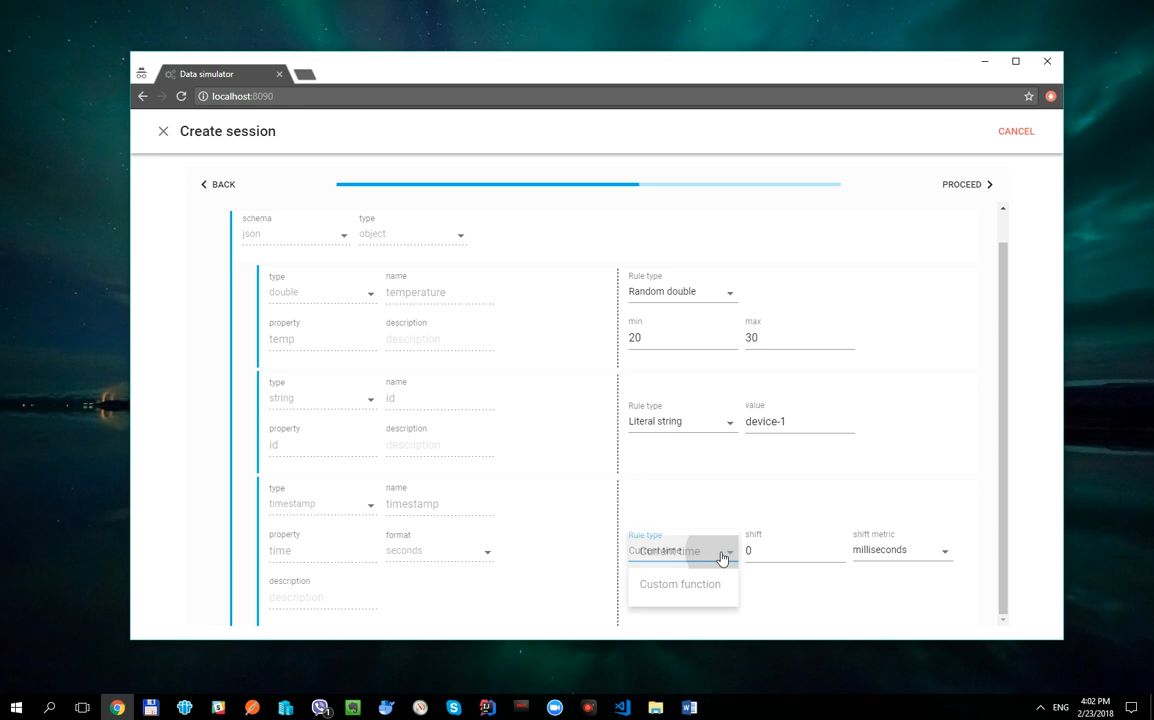 Data simulator
localhost:8090
Create session
CANCEL
BACK
PROCEED
schema
type
json
object
type
name
Rule type
double
temperature
Random double
property
description
min
max
temp
description
20
30
type
name
string
id
Rule type
value
Literal string
device-1
property
description
id
description
type
name
timestamp
timestamp
property
format
Rule type
shift
shift metric
time
seconds
Current time
0
milliseconds
description
Custom function
description
ENG
4:02 PM
2/23/2018
1